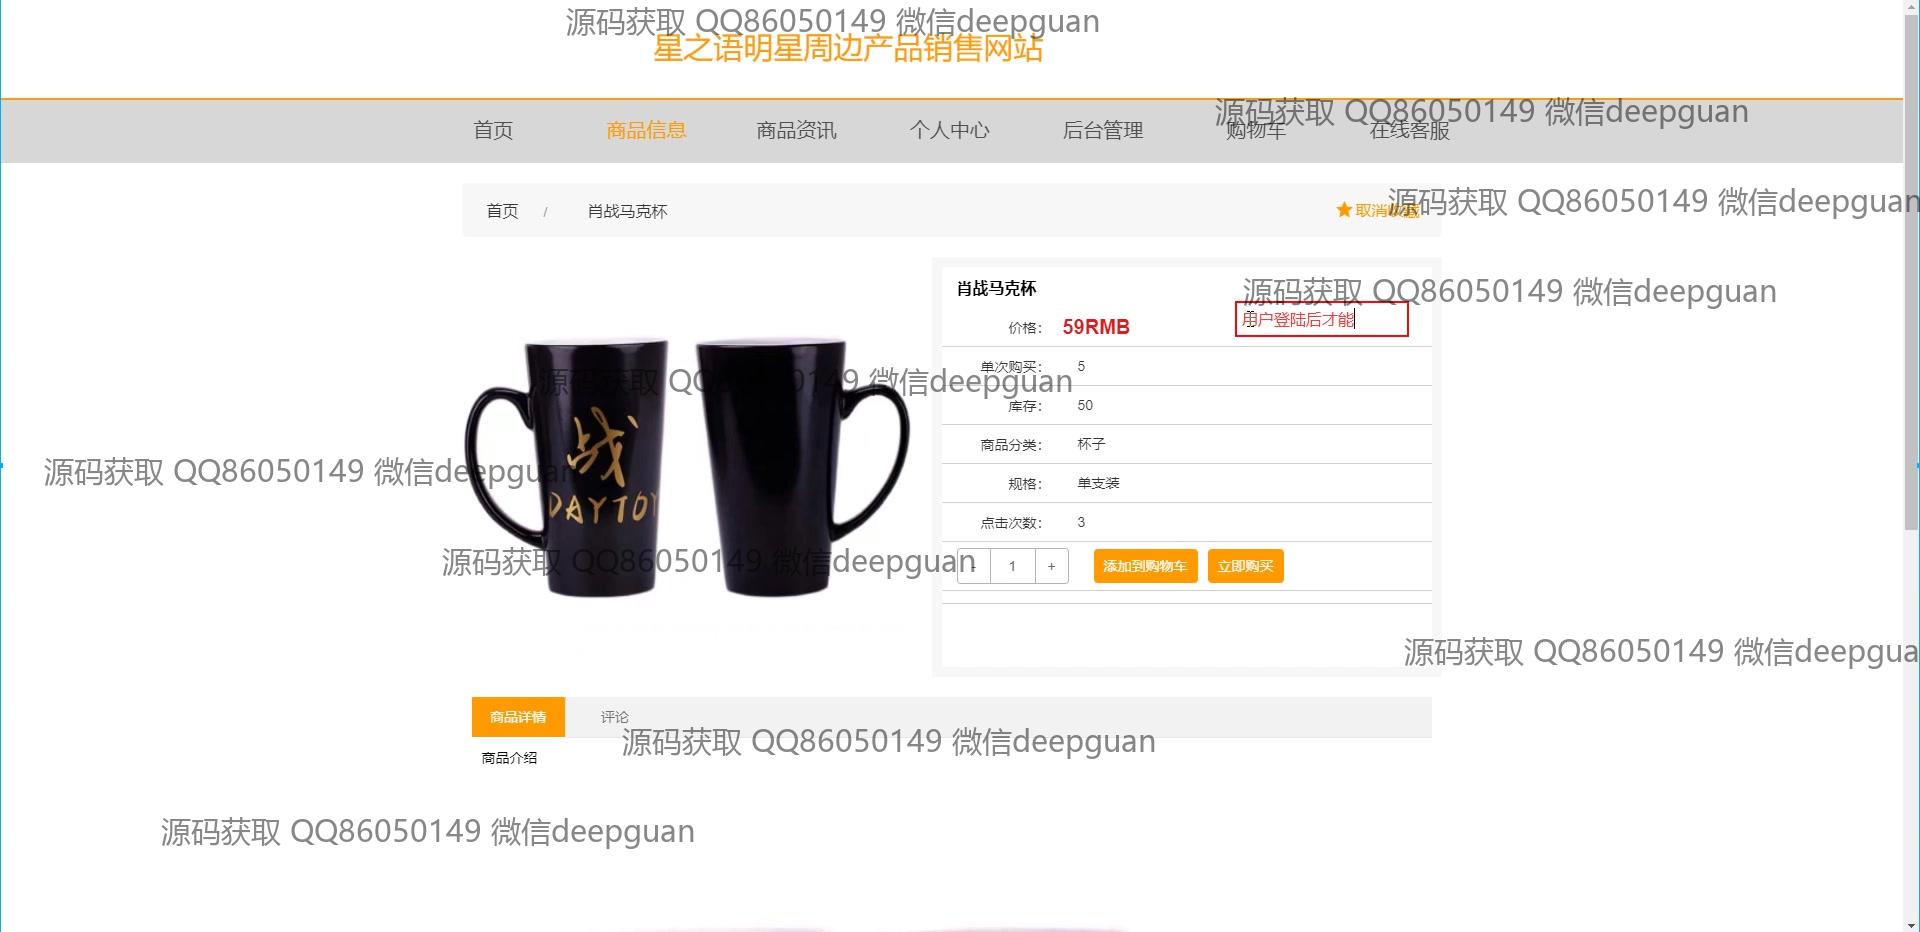 源码获取 QQ86050149 微信deepguan
星之语明星周边产品销售网站
源码获取 QQ86050149 微信deepguan
首页 商品信息 商品资讯 个人中心 后台管理 购物车 在线客服
源码获取 QQ86050149 微信deepguan
首页 / 肖战马克杯 取消收藏
源码获取 QQ86050149 微信deepguan
肖战马克杯
用户登陆后才能
价格： 59RMB
单次购买： 5
源码获取 QQ86050149 微信deepguan
库存： 50
商品分类： 杯子
战
源码获取 QQ86050149 微信deepguan
规格： 单支装
DAYTOY
点击次数： 3
源码获取 QQ86050149 微信deepguan
- 1 + 添加到购物车 立即购买
源码获取 QQ86050149 微信deepgua
商品详情 评论
源码获取 QQ86050149 微信deepguan
商品介绍
源码获取 QQ86050149 微信deepguan